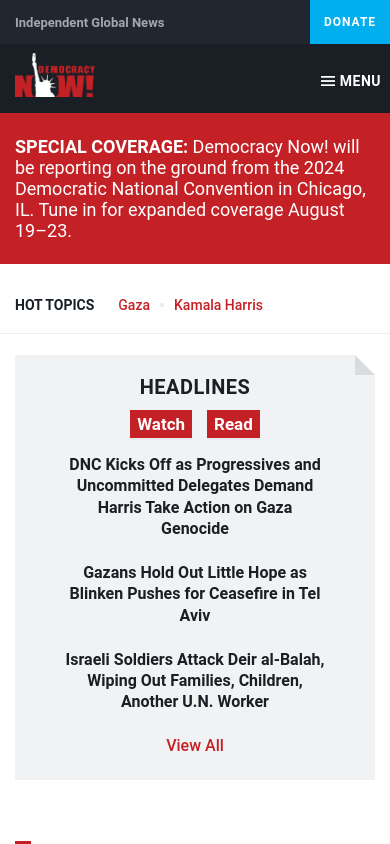 Independent Global News
DONATE
DEMOCRACY
NOW!
MENU
SPECIAL COVERAGE: Democracy Now! will
be reporting on the ground from the 2024
Democratic National Convention in Chicago,
IL. Tune in for expanded coverage August
19–23.
HOT TOPICS
Gaza
Kamala Harris
HEADLINES
Watch
Read
DNC Kicks Off as Progressives and
Uncommitted Delegates Demand
Harris Take Action on Gaza
Genocide
Gazans Hold Out Little Hope as
Blinken Pushes for Ceasefire in Tel
Aviv
Israeli Soldiers Attack Deir al-Balah,
Wiping Out Families, Children,
Another U.N. Worker
View All